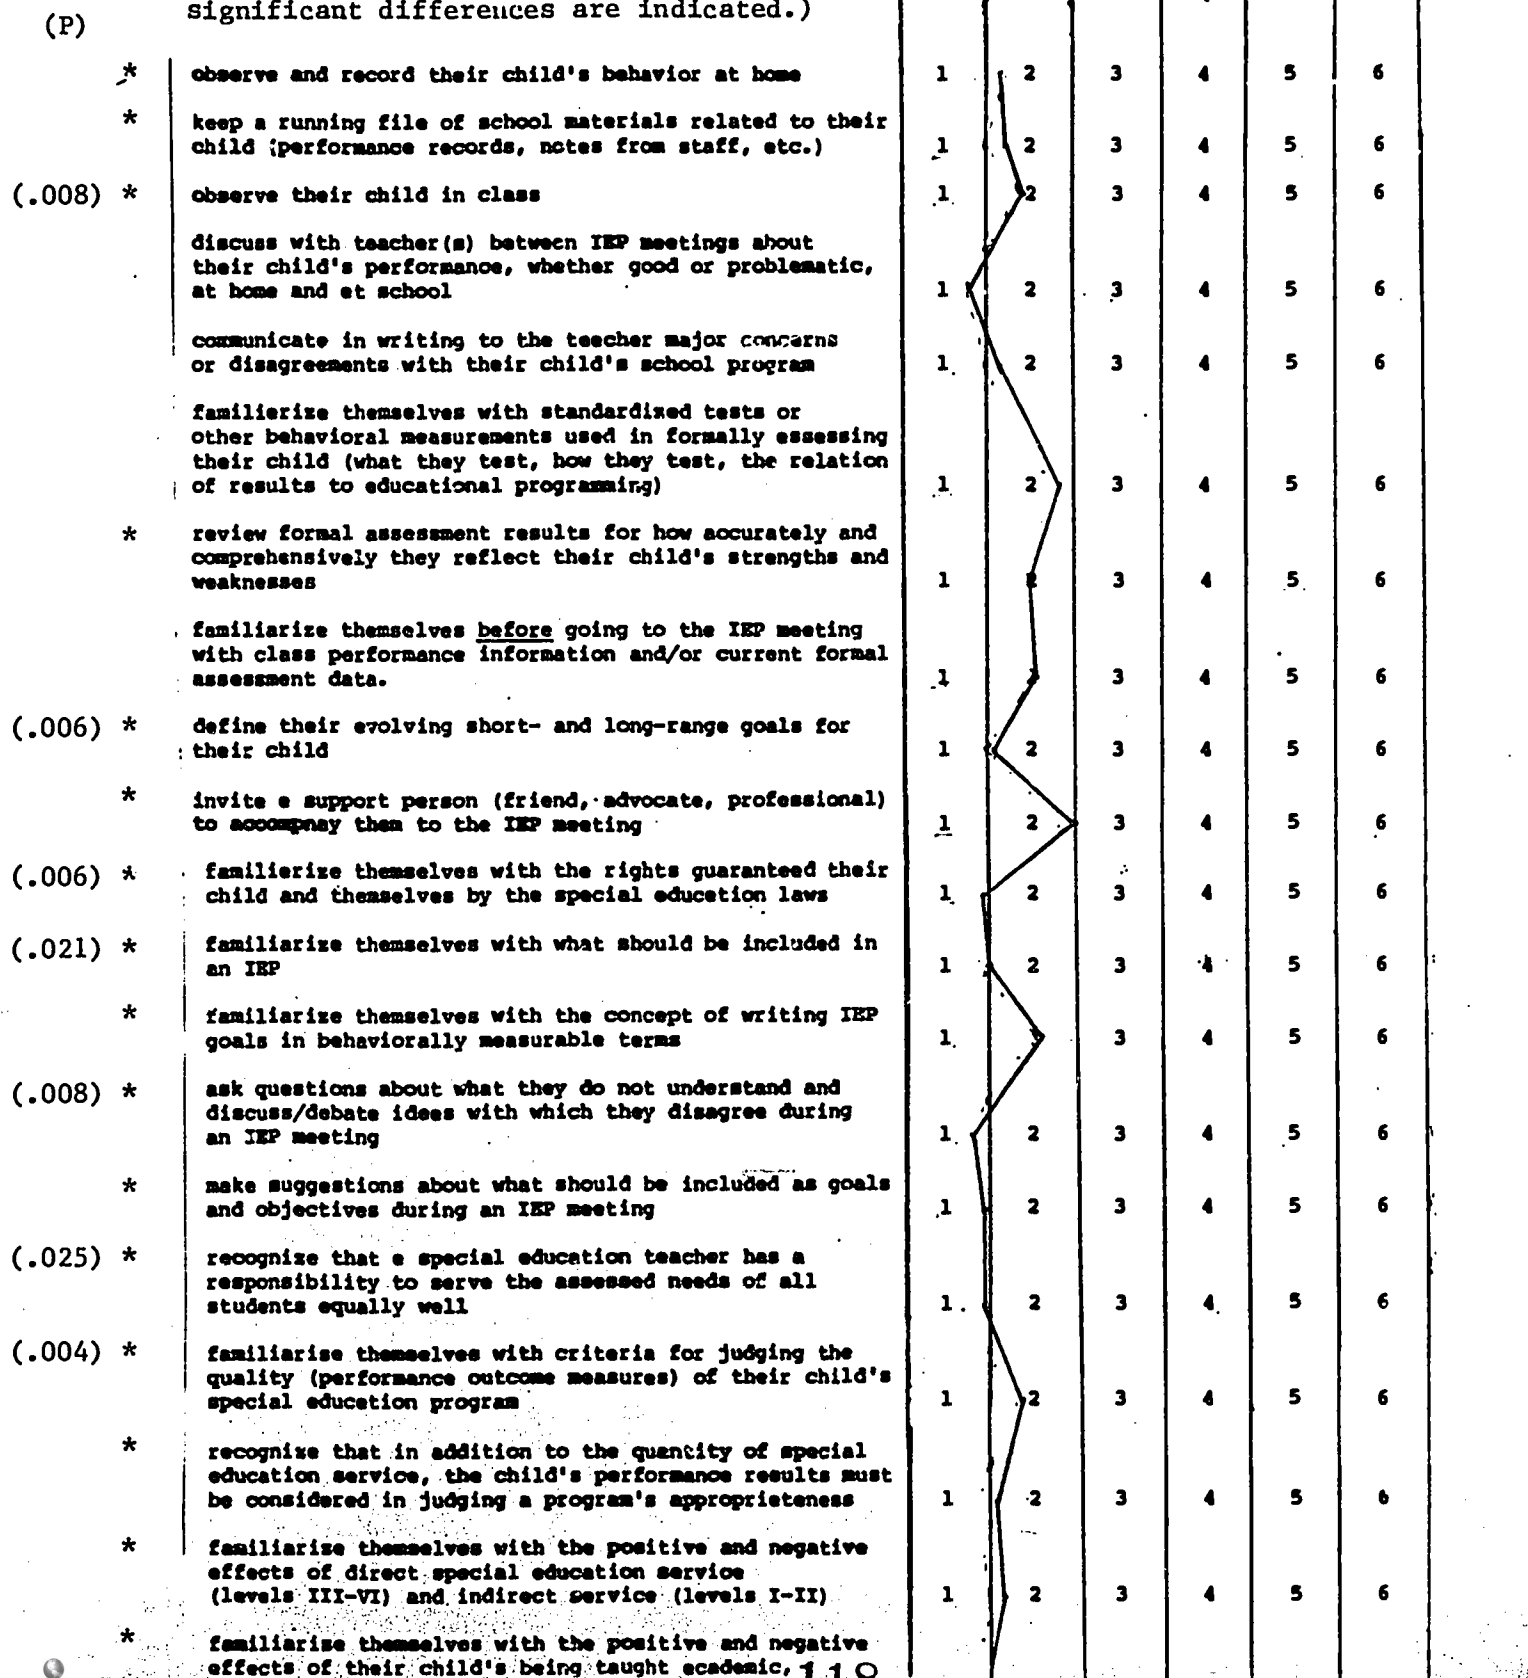 significant differences are indicated.)
(P)
* observe and record their child's behavior at home 1 2 3 4 5 6
* keep a running file of school materials related to their
child (performance records, notes from staff, etc.) 1 2 3 4 5 6
(.008) * observe their child in class 1 2 3 4 5 6
discuss with teacher(s) between IEP meetings about
their child's performance, whether good or problematic,
at home and et school 1 2 3 4 5 6
communicate in writing to the teecher major concerns
or disagreements with their child's school program 1 2 3 4 5 6
familierize themselves with standardized tests or
other behavioral measurements used in formally essessing
their child (what they test, how they test, the relation
of results to educational programming) 1 2 3 4 5 6
* review formal assessment results for how accurately and
comprehensively they reflect their child's strengths and
weaknesses 1 2 3 4 5 6
familiarize themselves before going to the IEP meeting
with class performance information and/or current formal
assessment data. 1 2 3 4 5 6
(.006) * define their evolving short- and long-range goals for
their child 1 2 3 4 5 6
* invite e support person (friend, advocate, professional)
to accompnay them to the IEP meeting 1 2 3 4 5 6
(.006) * familierize themselves with the rights guaranteed their
child and themselves by the special educetion laws 1 2 3 4 5 6
(.021) * familiarize themselves with what should be included in
an IEP 1 2 3 4 5 6
* familiarize themselves with the concept of writing IEP
goals in behaviorally measurable terms 1 3 4 5 6
(.008) * ask questions about what they do not understand and
discuss/debate idees with which they disagree during
an IEP meeting 1 2 3 4 5 6
* make suggestions about what should be included as goals
and objectives during an IEP meeting 1 2 3 4 5 6
(.025) * recognize that e special education teacher has a
responsibility to serve the assessed needs of all
students equally well 1 2 3 4 5 6
(.004) * familiarize themselves with criteria for judging the
quality (performance outcome measures) of their child's
special education program 1 2 3 4 5 6
* recognize that in addition to the quantity of special
education service, the child's performance results must
be considered in judging a program's approprieteness 1 2 3 4 5 6
* familiarize themselves with the positive and negative
effects of direct special education service
(levels III-VI) and indirect service (levels I-II) 1 2 3 4 5 6
* familiarize themselves with the positive and negative
effects of their child's being taught ecademic,